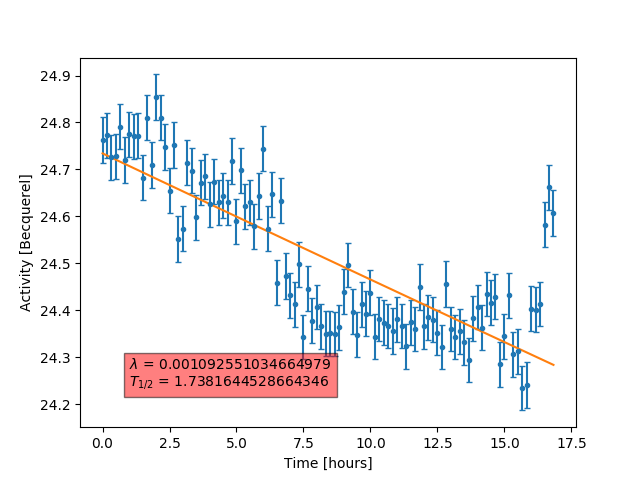 24.9
24.8
24.7
24.6
24.5
24.4
24.3
24.2
Activity [Becquerel]
λ = 0.001092551034664979
T1/2 = 1.7381644528664346
0.0 2.5 5.0 7.5 10.0 12.5 15.0 17.5
Time [hours]